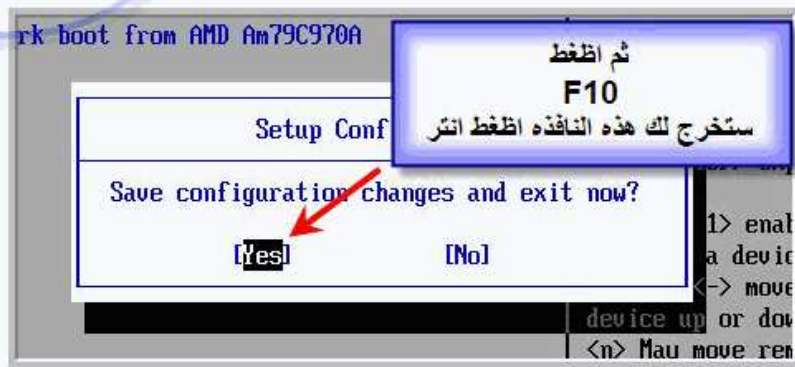 rk boot from AMD Am79C970A
ثم اظغط
F10
ستخرج لك هذه النافذه اظغط انتر
Setup Conf
Save configuration changes and exit now?
[Yes] [No]
1> enab
a devic
<-> move
device up or dow
<n> May move rem